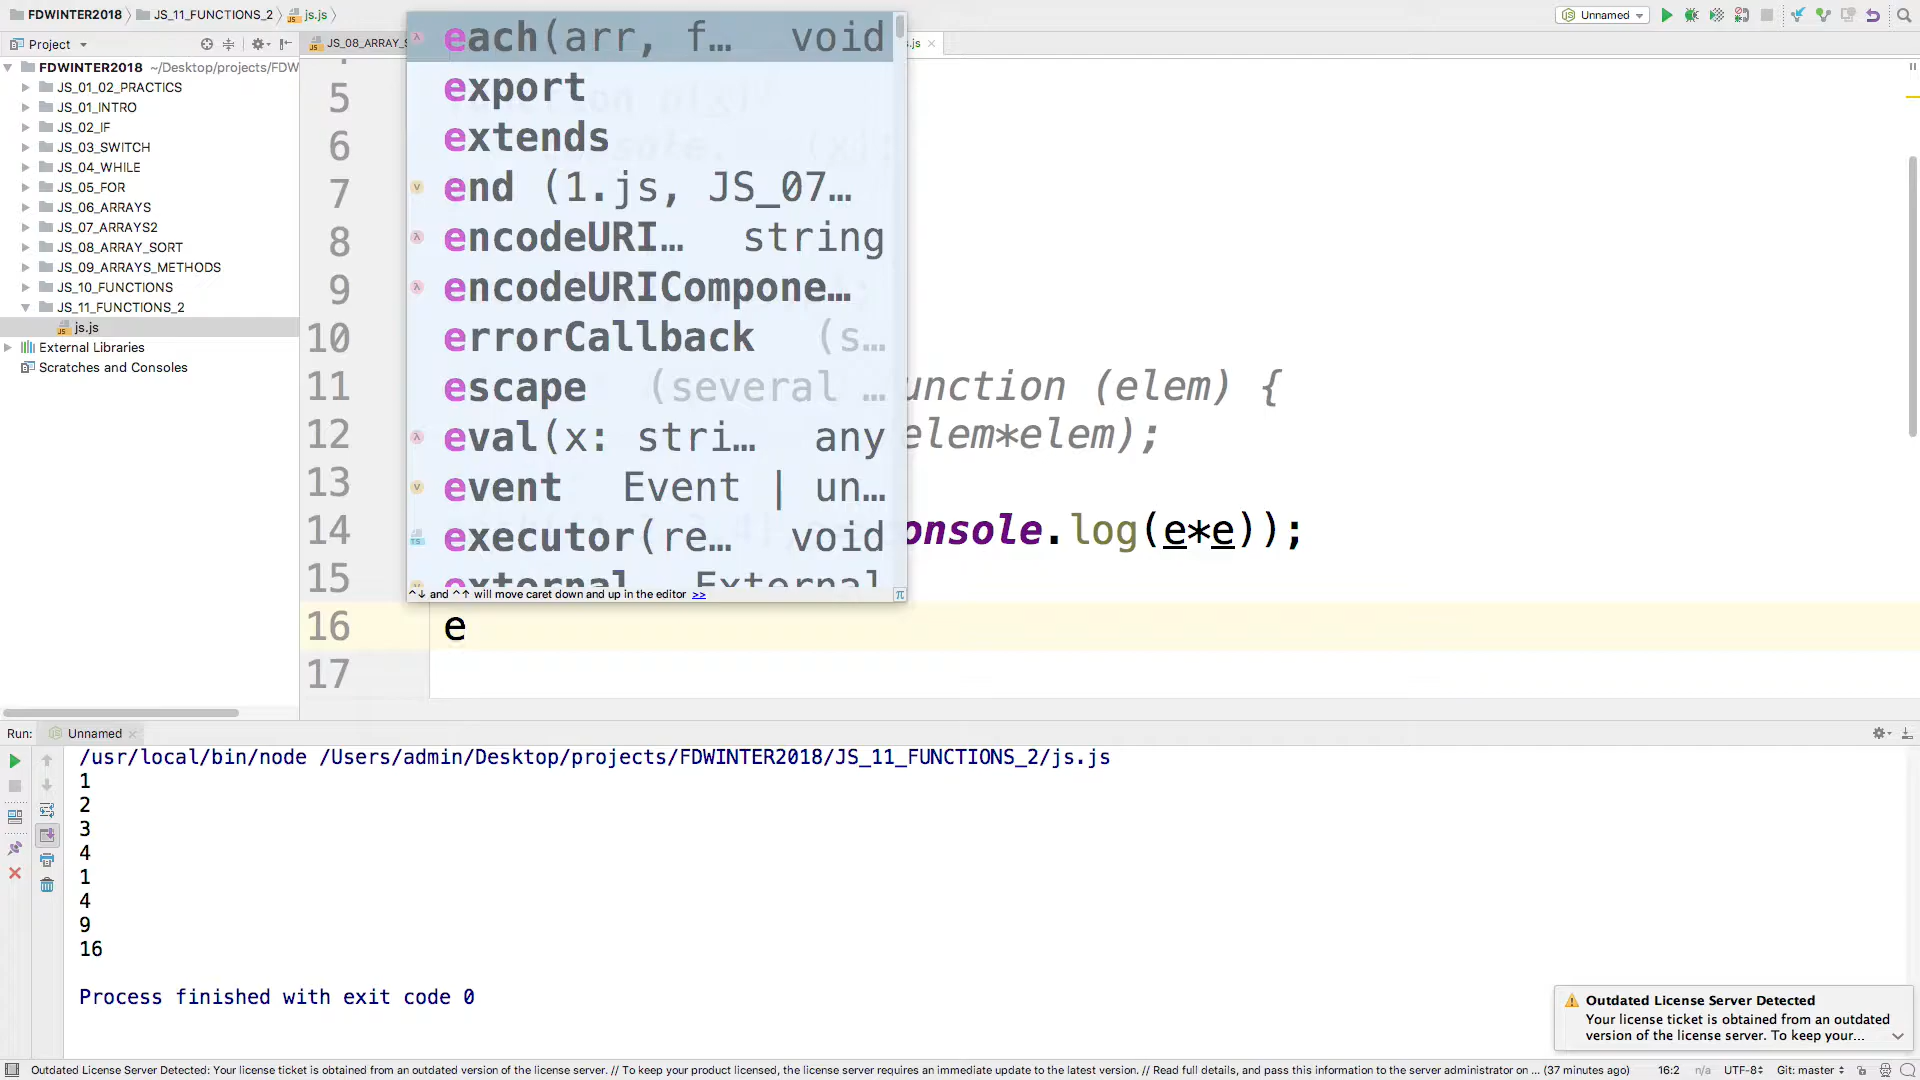 FDWINTER2018 JS_11_FUNCTIONS_2 js.js
Unnamed
Project
JS_08_ARRAY_S
.js
FDWINTER2018 ~/Desktop/projects/FDW
JS_01_02_PRACTICS
JS_01_INTRO
JS_02_IF
JS_03_SWITCH
JS_04_WHILE
JS_05_FOR
JS_06_ARRAYS
JS_07_ARRAYS2
JS_08_ARRAY_SORT
JS_09_ARRAYS_METHODS
JS_10_FUNCTIONS
JS_11_FUNCTIONS_2
js.js
External Libraries
Scratches and Consoles
each(arr, f… void
export
extends
end (1.js, JS_07…
encodeURI… string
encodeURICompone…
errorCallback (s…
escape (several …
eval(x: stri… any
event Event | un…
executor(re… void
external External
^↓ and ^↑ will move caret down and up in the editor >>
π
5
6
7
8
9
10
11 unction (elem) {
12 elem*elem);
13
14 onsole.log(e*e));
15
16 e
17
Run: Unnamed
/usr/local/bin/node /Users/admin/Desktop/projects/FDWINTER2018/JS_11_FUNCTIONS_2/js.js
1
2
3
4
1
4
9
16
Process finished with exit code 0
Outdated License Server Detected
Your license ticket is obtained from an outdated
version of the license server. To keep your...
Outdated License Server Detected: Your license ticket is obtained from an outdated version of the license server. // To keep your product licensed, the license server requires an immediate update to the latest version. // Read full details, and pass this information to the server administrator on ... (37 minutes ago) 16:2 n/a UTF-8 Git: master